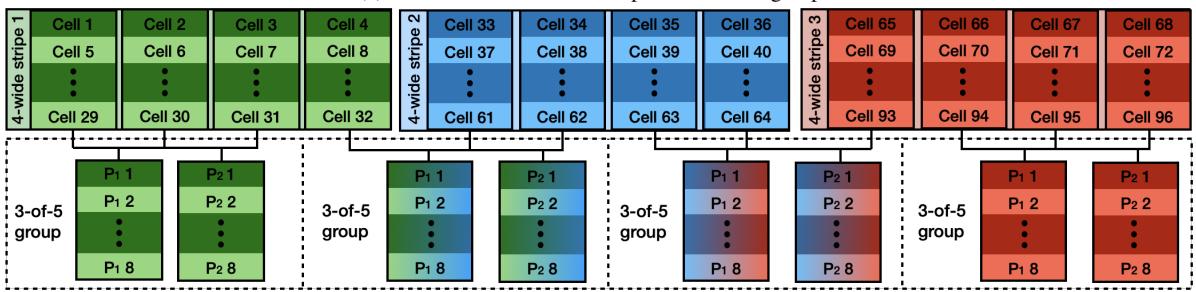 4-wide stripe 1
Cell 1 Cell 2 Cell 3 Cell 4
Cell 5 Cell 6 Cell 7 Cell 8
Cell 29 Cell 30 Cell 31 Cell 32
4-wide stripe 2
Cell 33 Cell 34 Cell 35 Cell 36
Cell 37 Cell 38 Cell 39 Cell 40
Cell 61 Cell 62 Cell 63 Cell 64
4-wide stripe 3
Cell 65 Cell 66 Cell 67 Cell 68
Cell 69 Cell 70 Cell 71 Cell 72
Cell 93 Cell 94 Cell 95 Cell 96
3-of-5
group
P₁ 1 P₂ 1
P₁ 2 P₂ 2
P₁ 8 P₂ 8
3-of-5
group
P₁ 1 P₂ 1
P₁ 2 P₂ 2
P₁ 8 P₂ 8
3-of-5
group
P₁ 1 P₂ 1
P₁ 2 P₂ 2
P₁ 8 P₂ 8
3-of-5
group
P₁ 1 P₂ 1
P₁ 2 P₂ 2
P₁ 8 P₂ 8